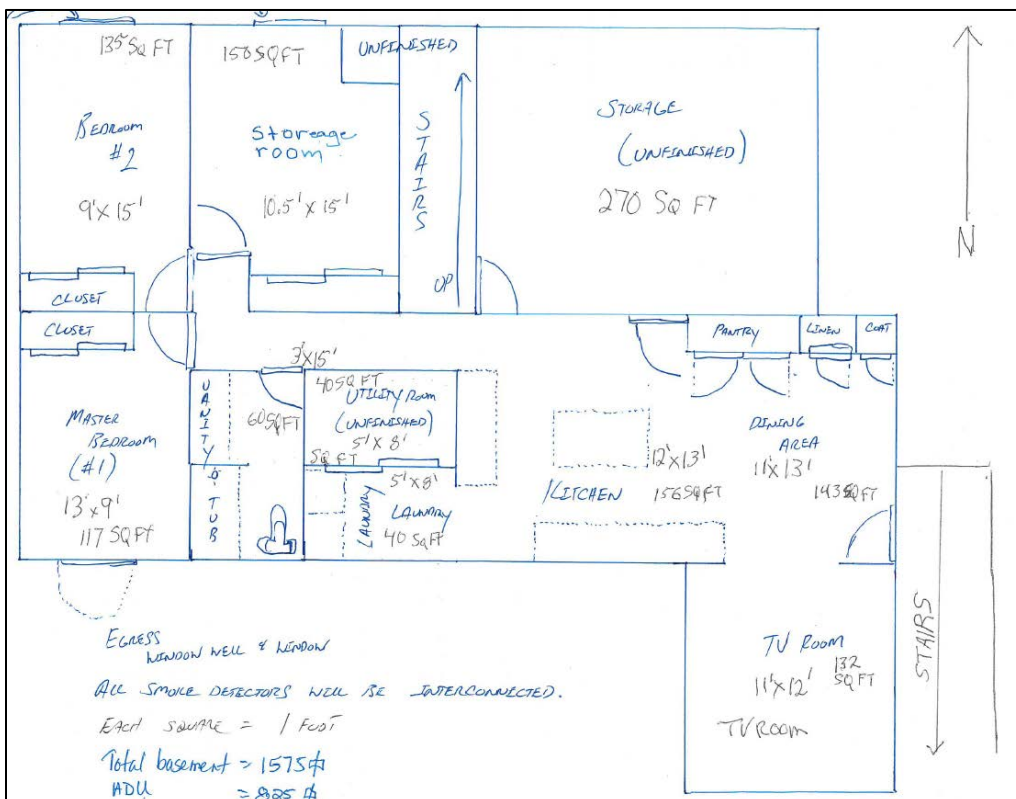 135 SQ FT
BEDROOM
#2
9' X 15'
CLOSET
150 SQ FT
UNFINISHED
Storeage
room
10.5' X 15'
STAIRS
UP
STORAGE
(UNFINISHED)
270 SQ FT
N
CLOSET
MASTER
BEDROOM
(#1)
13' X 9'
117 SQ FT
3' X 15'
VANITY
60 SQ FT
TUB
40 SQ FT
UTILITY ROOM
(UNFINISHED)
5' X 8'
SQ FT
5' X 8'
LAUNDRY
LAUNDRY
40 SQ FT
KITCHEN
12' X 13'
156 SQ FT
PANTRY
LINEN
COAT
DINING
AREA
11' X 13'
143 SQ FT
TV ROOM
132
SQ FT
11' X 12'
TV ROOM
STAIRS
EGRESS
WINDOW WELL & WINDOW
ALL SMOKE DETECTORS WILL BE INTERCONNECTED.
EACH SQUARE = 1 FOOT
Total basement = 1575
ADU =